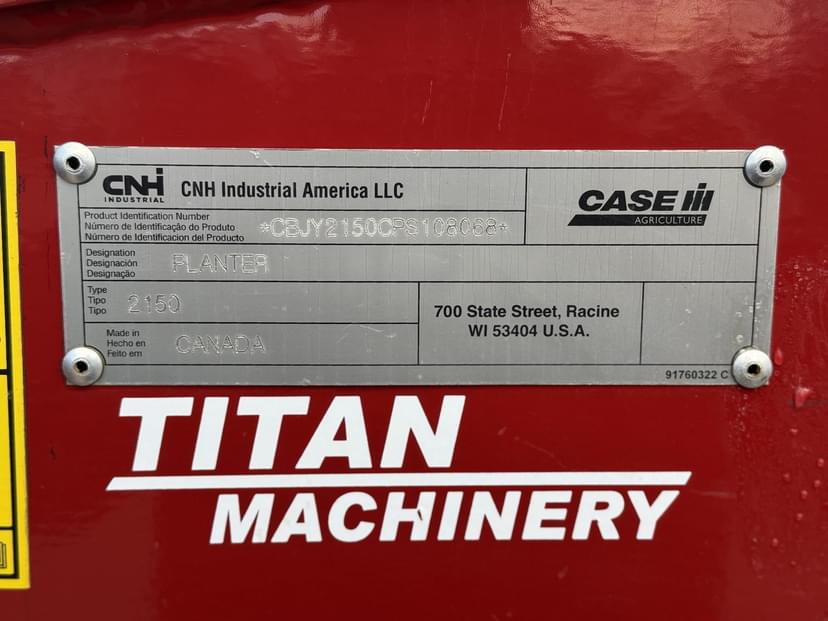 CNH
INDUSTRIAL
CNH Industrial America LLC
Product Identification Number
Número de Identificação do Produto
Número de Identificacion del Producto
*CBJY2150CPS108068*
CASE IH
AGRICULTURE
Designation
Designación
Designação
PLANTER
Type
Tipo
Tipo
2150
700 State Street, Racine
WI 53404 U.S.A.
Made in
Hecho en
Feito em
CANADA
91760322 C
TITAN
MACHINERY